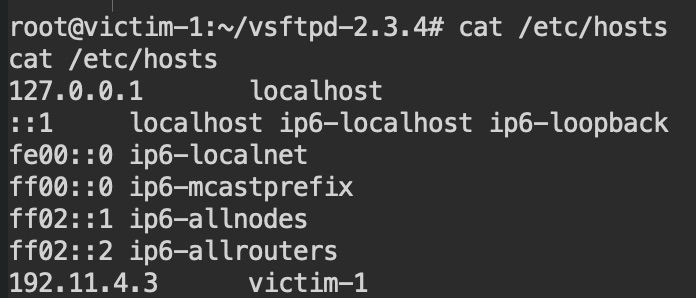 root@victim-1:~/vsftpd-2.3.4# cat /etc/hosts
cat /etc/hosts
127.0.0.1       localhost
::1     localhost ip6-localhost ip6-loopback
fe00::0 ip6-localnet
ff00::0 ip6-mcastprefix
ff02::1 ip6-allnodes
ff02::2 ip6-allrouters
192.11.4.3      victim-1